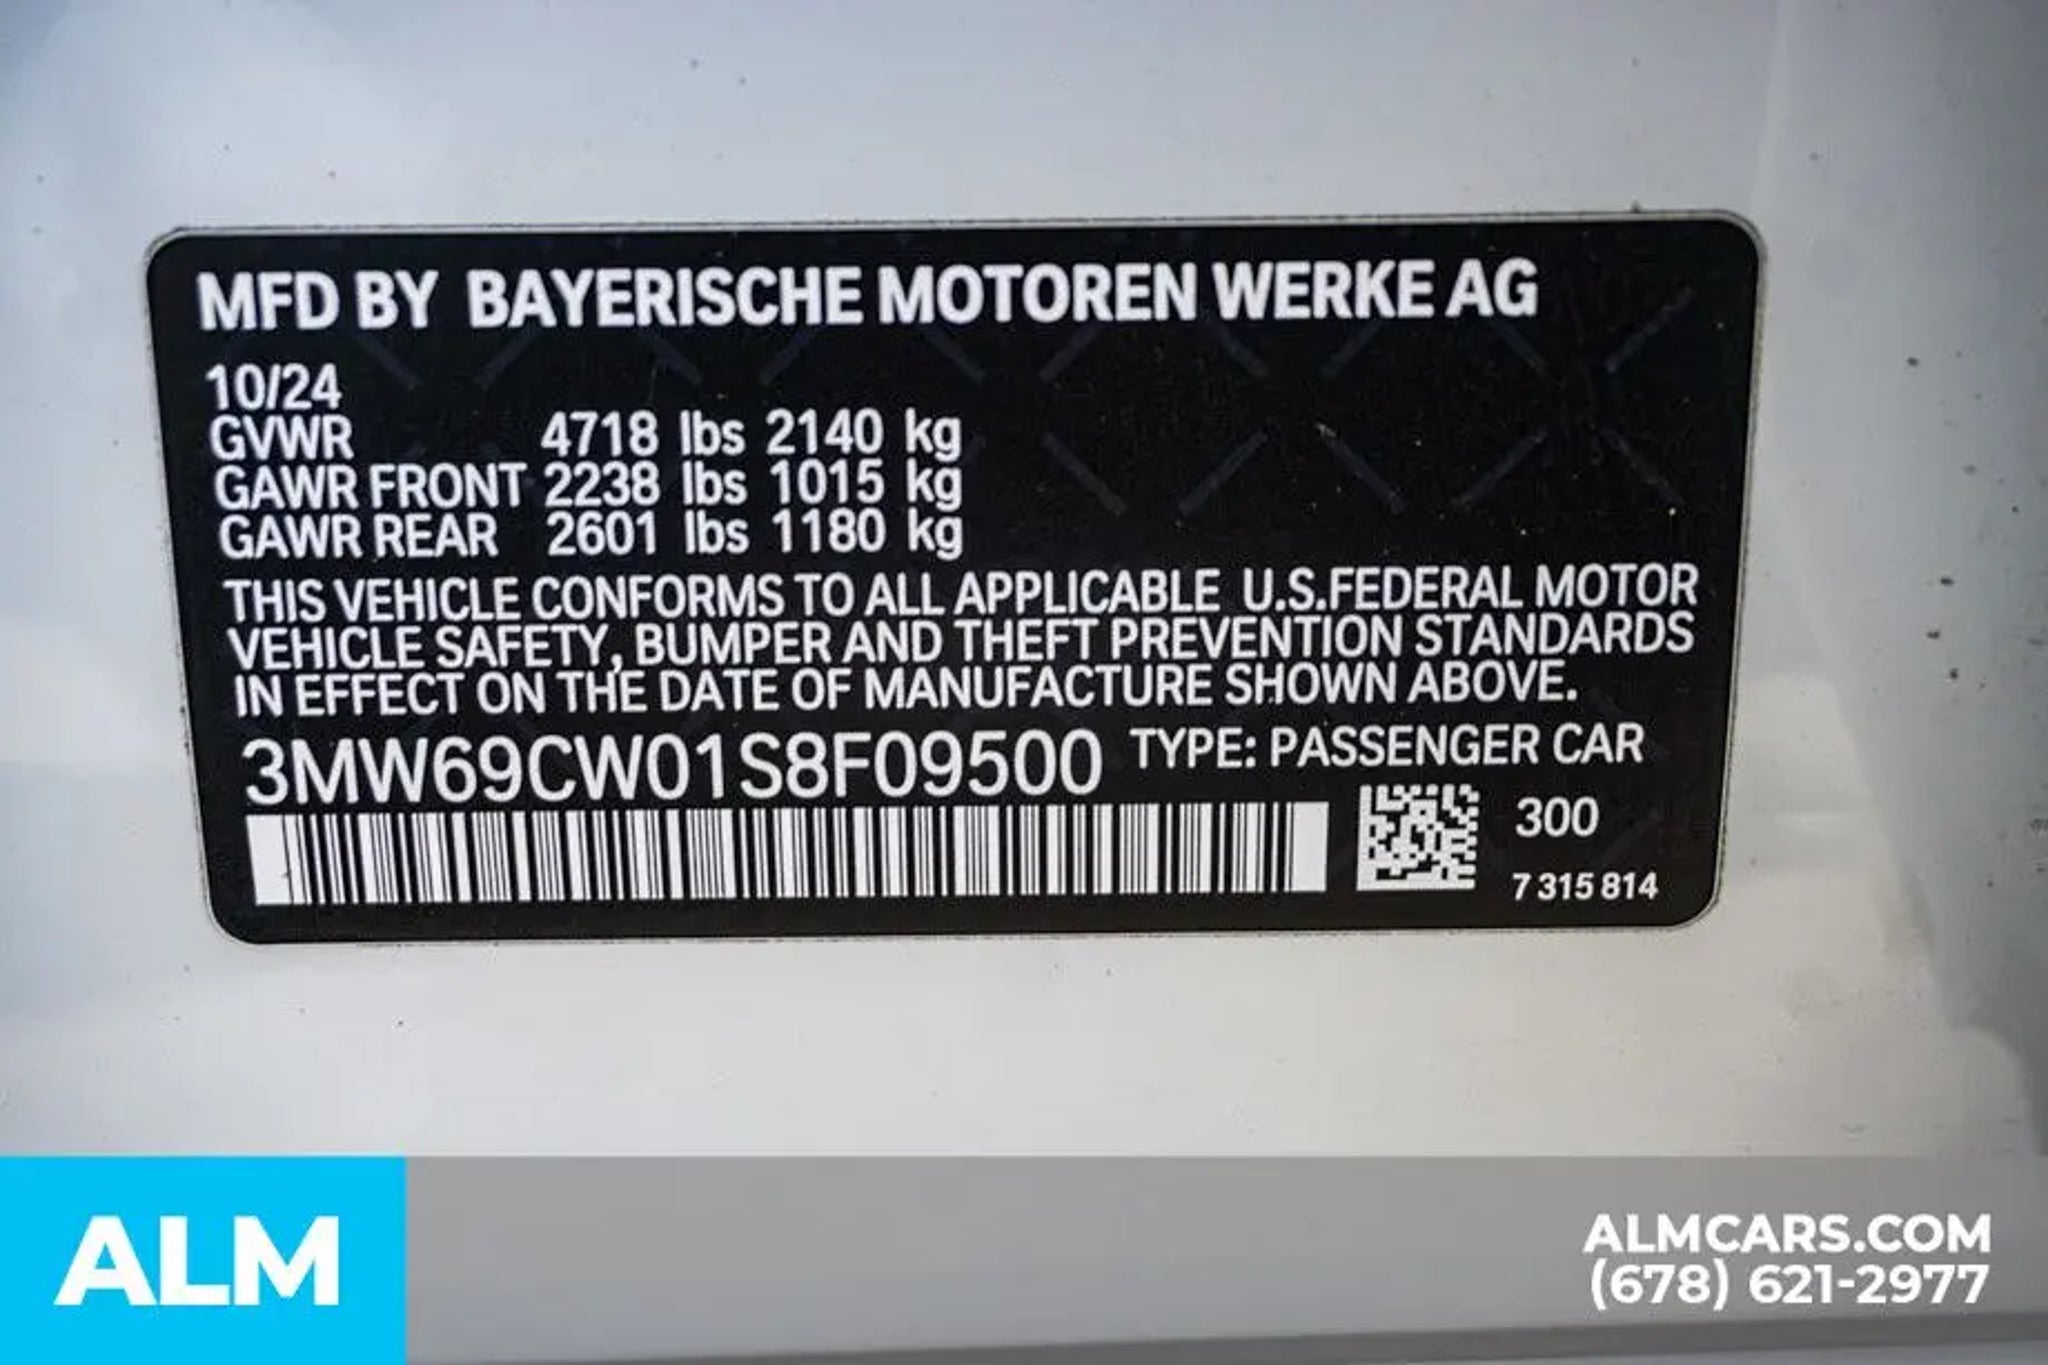 MFD BY BAYERISCHE MOTOREN WERKE AG
10/24
GVWR 4718 lbs 2140 kg
GAWR FRONT 2238 lbs 1015 kg
GAWR REAR 2601 lbs 1180 kg
THIS VEHICLE CONFORMS TO ALL APPLICABLE U.S.FEDERAL MOTOR
VEHICLE SAFETY, BUMPER AND THEFT PREVENTION STANDARDS
IN EFFECT ON THE DATE OF MANUFACTURE SHOWN ABOVE.
3MW69CW01S8F09500 TYPE: PASSENGER CAR
300
7 315 814
ALM
ALMCARS.COM
(678) 621-2977